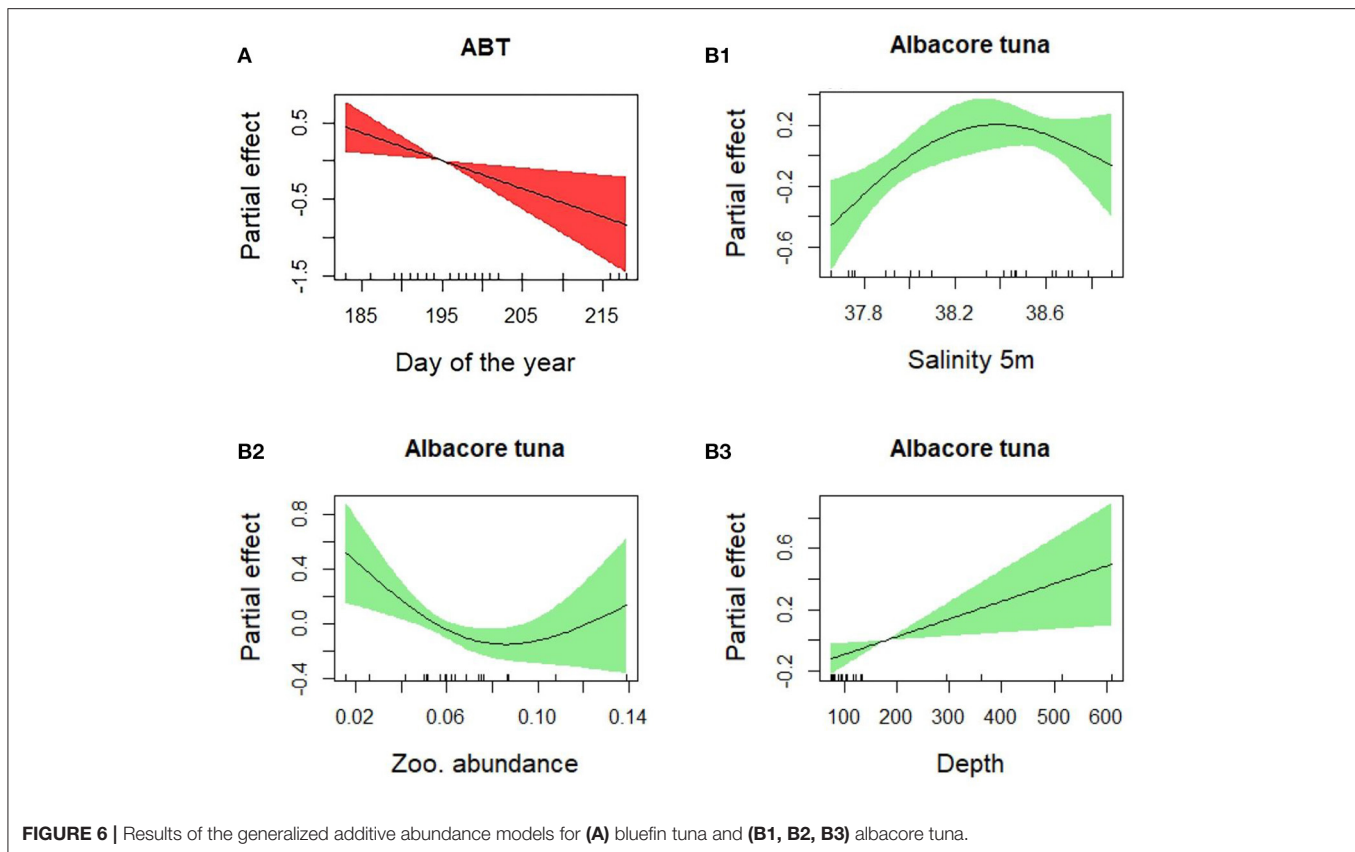 A
ABT
Partial effect
0.5
-0.5
-1.5
185
195
205
215
Day of the year
B1
Albacore tuna
Partial effect
0.2
-0.2
-0.6
37.8
38.2
38.6
Salinity 5m
B2
Albacore tuna
Partial effect
0.8
0.4
0.0
-0.4
0.02
0.06
0.10
0.14
Zoo. abundance
B3
Albacore tuna
Partial effect
0.6
0.2
-0.2
100
200
300
400
500
600
Depth
FIGURE 6 | Results of the generalized additive abundance models for (A) bluefin tuna and (B1, B2, B3) albacore tuna.